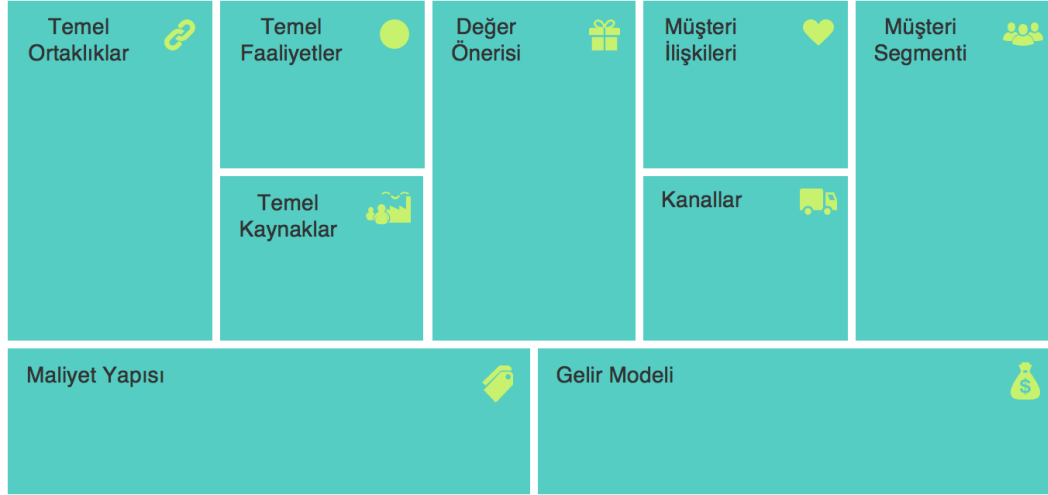 Temel
Ortaklıklar
Temel
Faaliyetler
Değer
Önerisi
Müşteri
İlişkileri
Müşteri
Segmenti
Temel
Kaynaklar
Kanallar
Maliyet Yapısı
Gelir Modeli
$